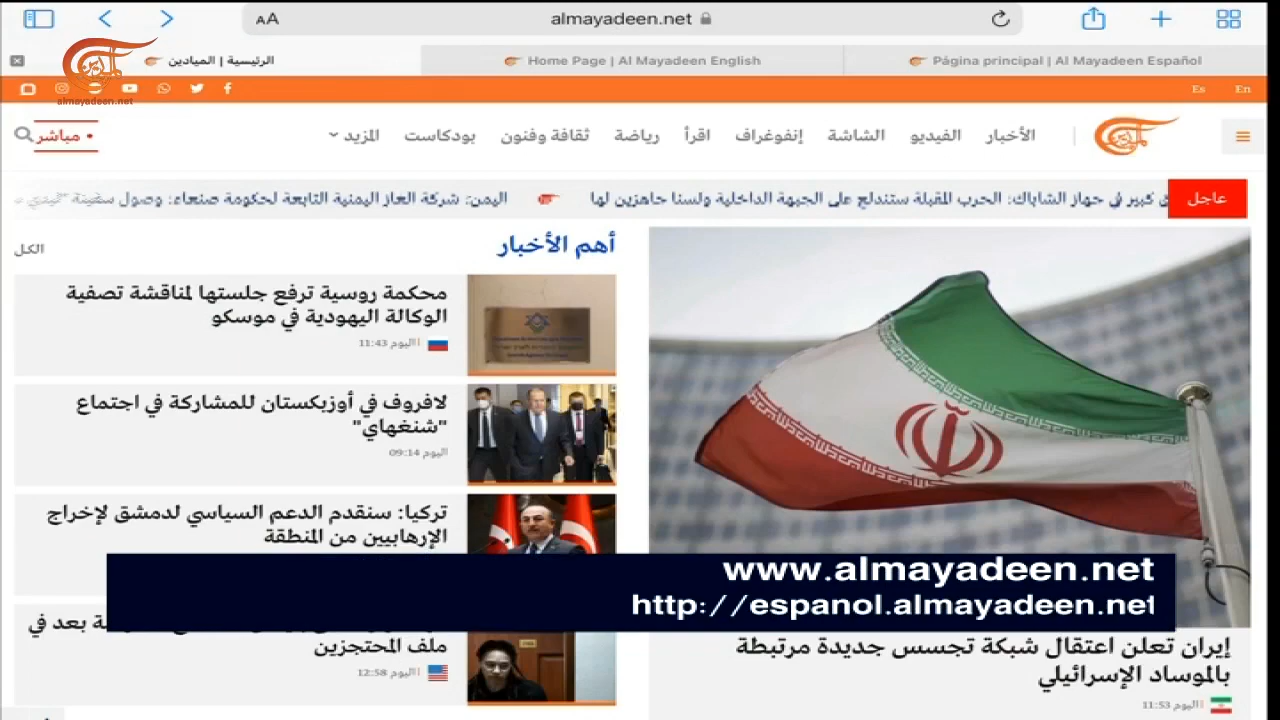 AA
almayadeen.net
الرئيسية | الميادين
Home Page | Al Mayadeen English
Página principal | Al Mayadeen Español
almayadeen.net
Es
En
الأخبار
الفيديو
الشاشة
إنفوغراف
اقرأ
رياضة
ثقافة وفنون
بودكاست
المزيد
مباشر
عاجل
كبير في جهاز الشاباك: الحرب المقبلة ستندلع على الجبهة الداخلية ولسنا جاهزين لها
اليمن: شركة الغاز اليمنية التابعة لحكومة صنعاء: وصول سفينة
أهم الأخبار
الكل
محكمة روسية ترفع جلستها لمناقشة تصفية
الوكالة اليهودية في موسكو
اليوم 11:43
لافروف في أوزبكستان للمشاركة في اجتماع
"شنغهاي"
اليوم 09:14
تركيا: سنقدم الدعم السياسي لدمشق لإخراج
الإرهابيين من المنطقة
بعد في
ملف المحتجزين
اليوم 12:58
www.almayadeen.net
http://espanol.almayadeen.net
إيران تعلن اعتقال شبكة تجسس جديدة مرتبطة
بالموساد الإسرائيلي
اليوم 11:53